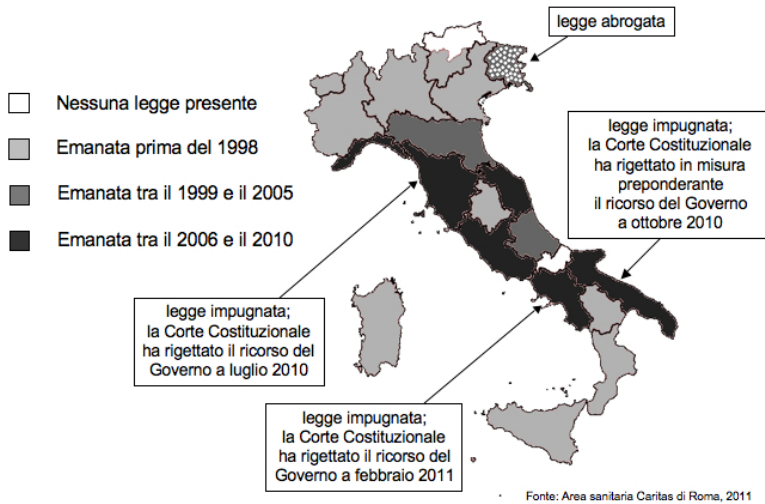 legge abrogata
Nessuna legge presente
Emanata prima del 1998
Emanata tra il 1999 e il 2005
Emanata tra il 2006 e il 2010
legge impugnata;
la Corte Costituzionale
ha rigettato in misura
preponderante
il ricorso del Governo
a ottobre 2010
legge impugnata;
la Corte Costituzionale
ha rigettato il ricorso del
Governo a luglio 2010
legge impugnata;
la Corte Costituzionale
ha rigettato il ricorso del
Governo a febbraio 2011
Fonte: Area sanitaria Caritas di Roma, 2011